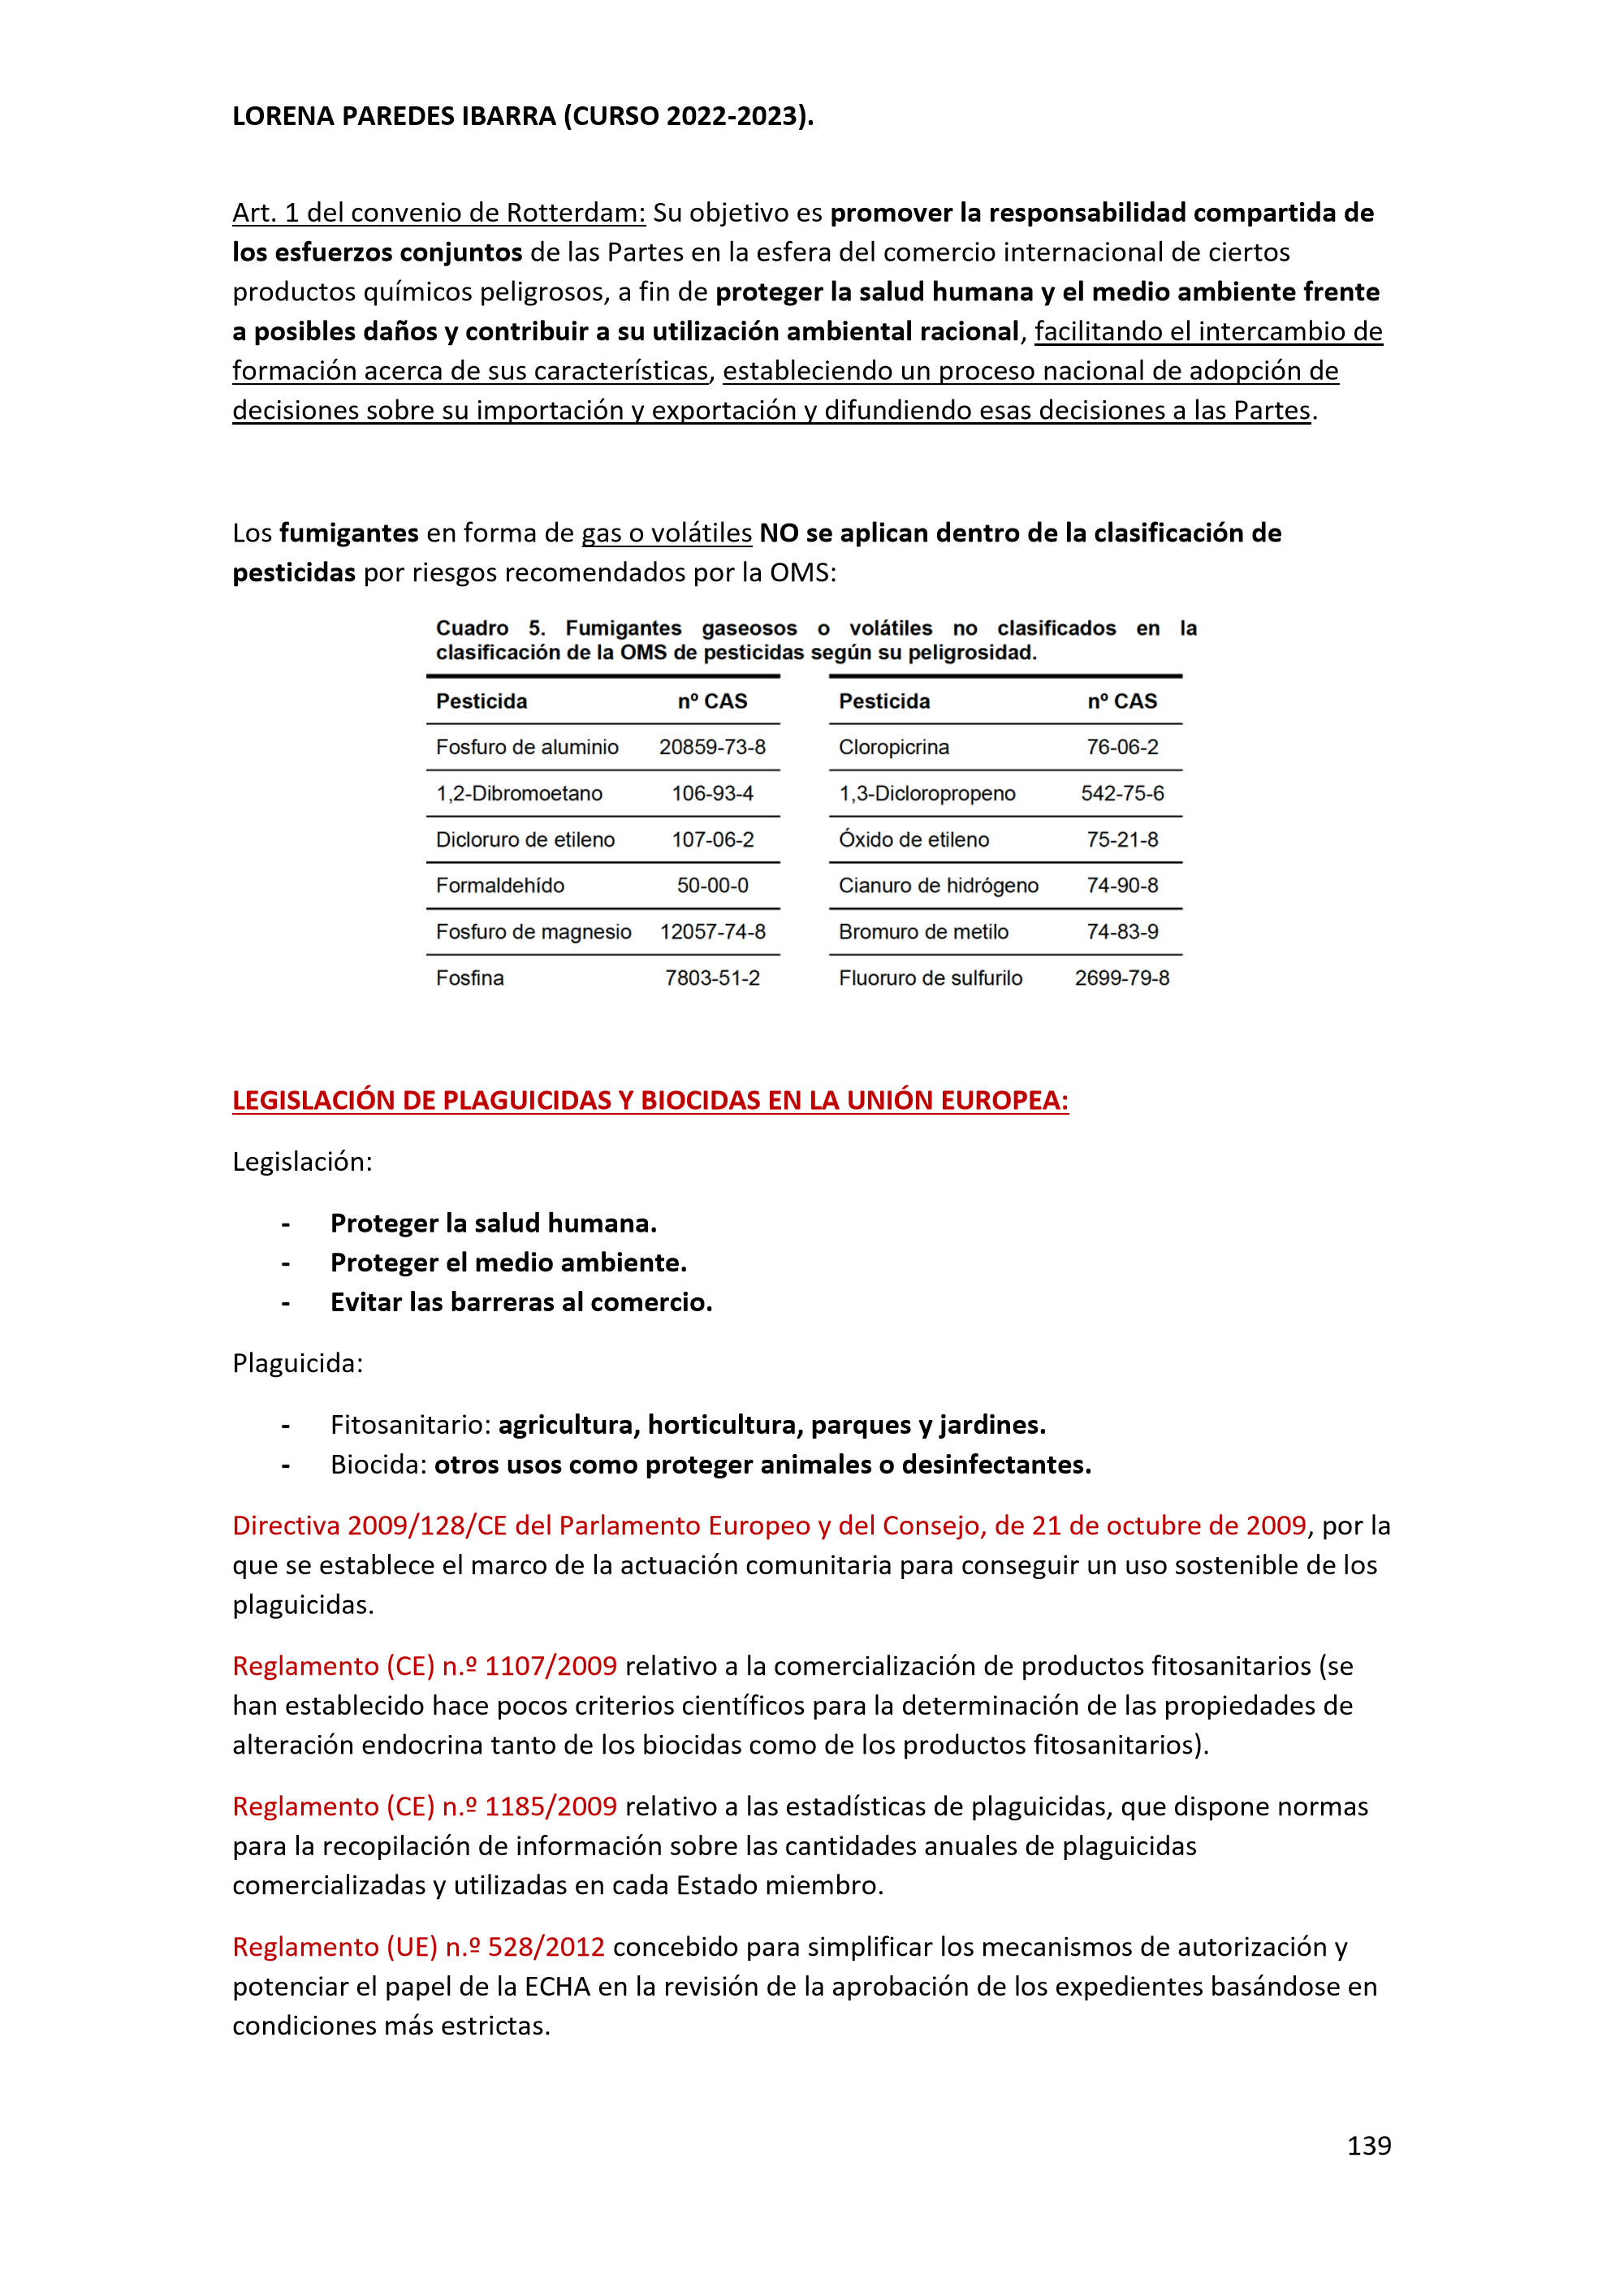 LORENA PAREDES IBARRA (CURSO 2022-2023).
Art. 1 del convenio de Rotterdam: Su objetivo es promover la responsabilidad compartida de
los esfuerzos conjuntos de las Partes en la esfera del comercio internacional de ciertos
productos químicos peligrosos, a fin de proteger la salud humana y el medio ambiente frente
a posibles daños y contribuir a su utilización ambiental racional, facilitando el intercambio de
formación acerca de sus características, estableciendo un proceso nacional de adopción de
decisiones sobre su importación y exportación y difundiendo esas decisiones a las Partes.
Los fumigantes en forma de gas o volátiles NO se aplican dentro de la clasificación de
pesticidas por riesgos recomendados por la OMS:
Cuadro 5. Fumigantes gaseosos o volátiles no clasificados en la
clasificación de la OMS de pesticidas según su peligrosidad.
Pesticida nº CAS Pesticida nº CAS
Fosfuro de aluminio 20859-73-8 Cloropicrina 76-06-2
1,2-Dibromoetano 106-93-4 1,3-Dicloropropeno 542-75-6
Dicloruro de etileno 107-06-2 Óxido de etileno 75-21-8
Formaldehído 50-00-0 Cianuro de hidrógeno 74-90-8
Fosfuro de magnesio 12057-74-8 Bromuro de metilo 74-83-9
Fosfina 7803-51-2 Fluoruro de sulfurilo 2699-79-8
LEGISLACIÓN DE PLAGUICIDAS Y BIOCIDAS EN LA UNIÓN EUROPEA:
Legislación:
- Proteger la salud humana.
- Proteger el medio ambiente.
- Evitar las barreras al comercio.
Plaguicida:
- Fitosanitario: agricultura, horticultura, parques y jardines.
- Biocida: otros usos como proteger animales o desinfectantes.
Directiva 2009/128/CE del Parlamento Europeo y del Consejo, de 21 de octubre de 2009, por la
que se establece el marco de la actuación comunitaria para conseguir un uso sostenible de los
plaguicidas.
Reglamento (CE) n.º 1107/2009 relativo a la comercialización de productos fitosanitarios (se
han establecido hace pocos criterios científicos para la determinación de las propiedades de
alteración endocrina tanto de los biocidas como de los productos fitosanitarios).
Reglamento (CE) n.º 1185/2009 relativo a las estadísticas de plaguicidas, que dispone normas
para la recopilación de información sobre las cantidades anuales de plaguicidas
comercializadas y utilizadas en cada Estado miembro.
Reglamento (UE) n.º 528/2012 concebido para simplificar los mecanismos de autorización y
potenciar el papel de la ECHA en la revisión de la aprobación de los expedientes basándose en
condiciones más estrictas.
139